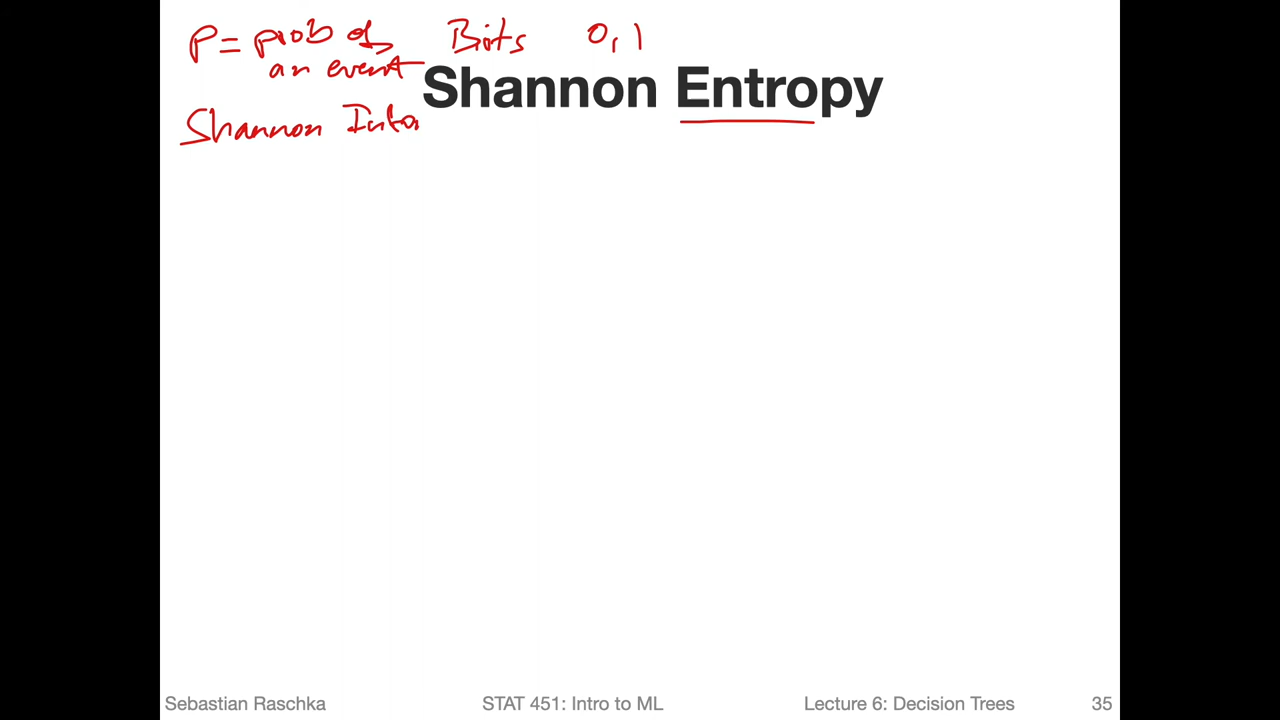 p = prob of Bits 0, 1
an event
Shannon Entropy
Shannon Info
Sebastian Raschka STAT 451: Intro to ML Lecture 6: Decision Trees 35